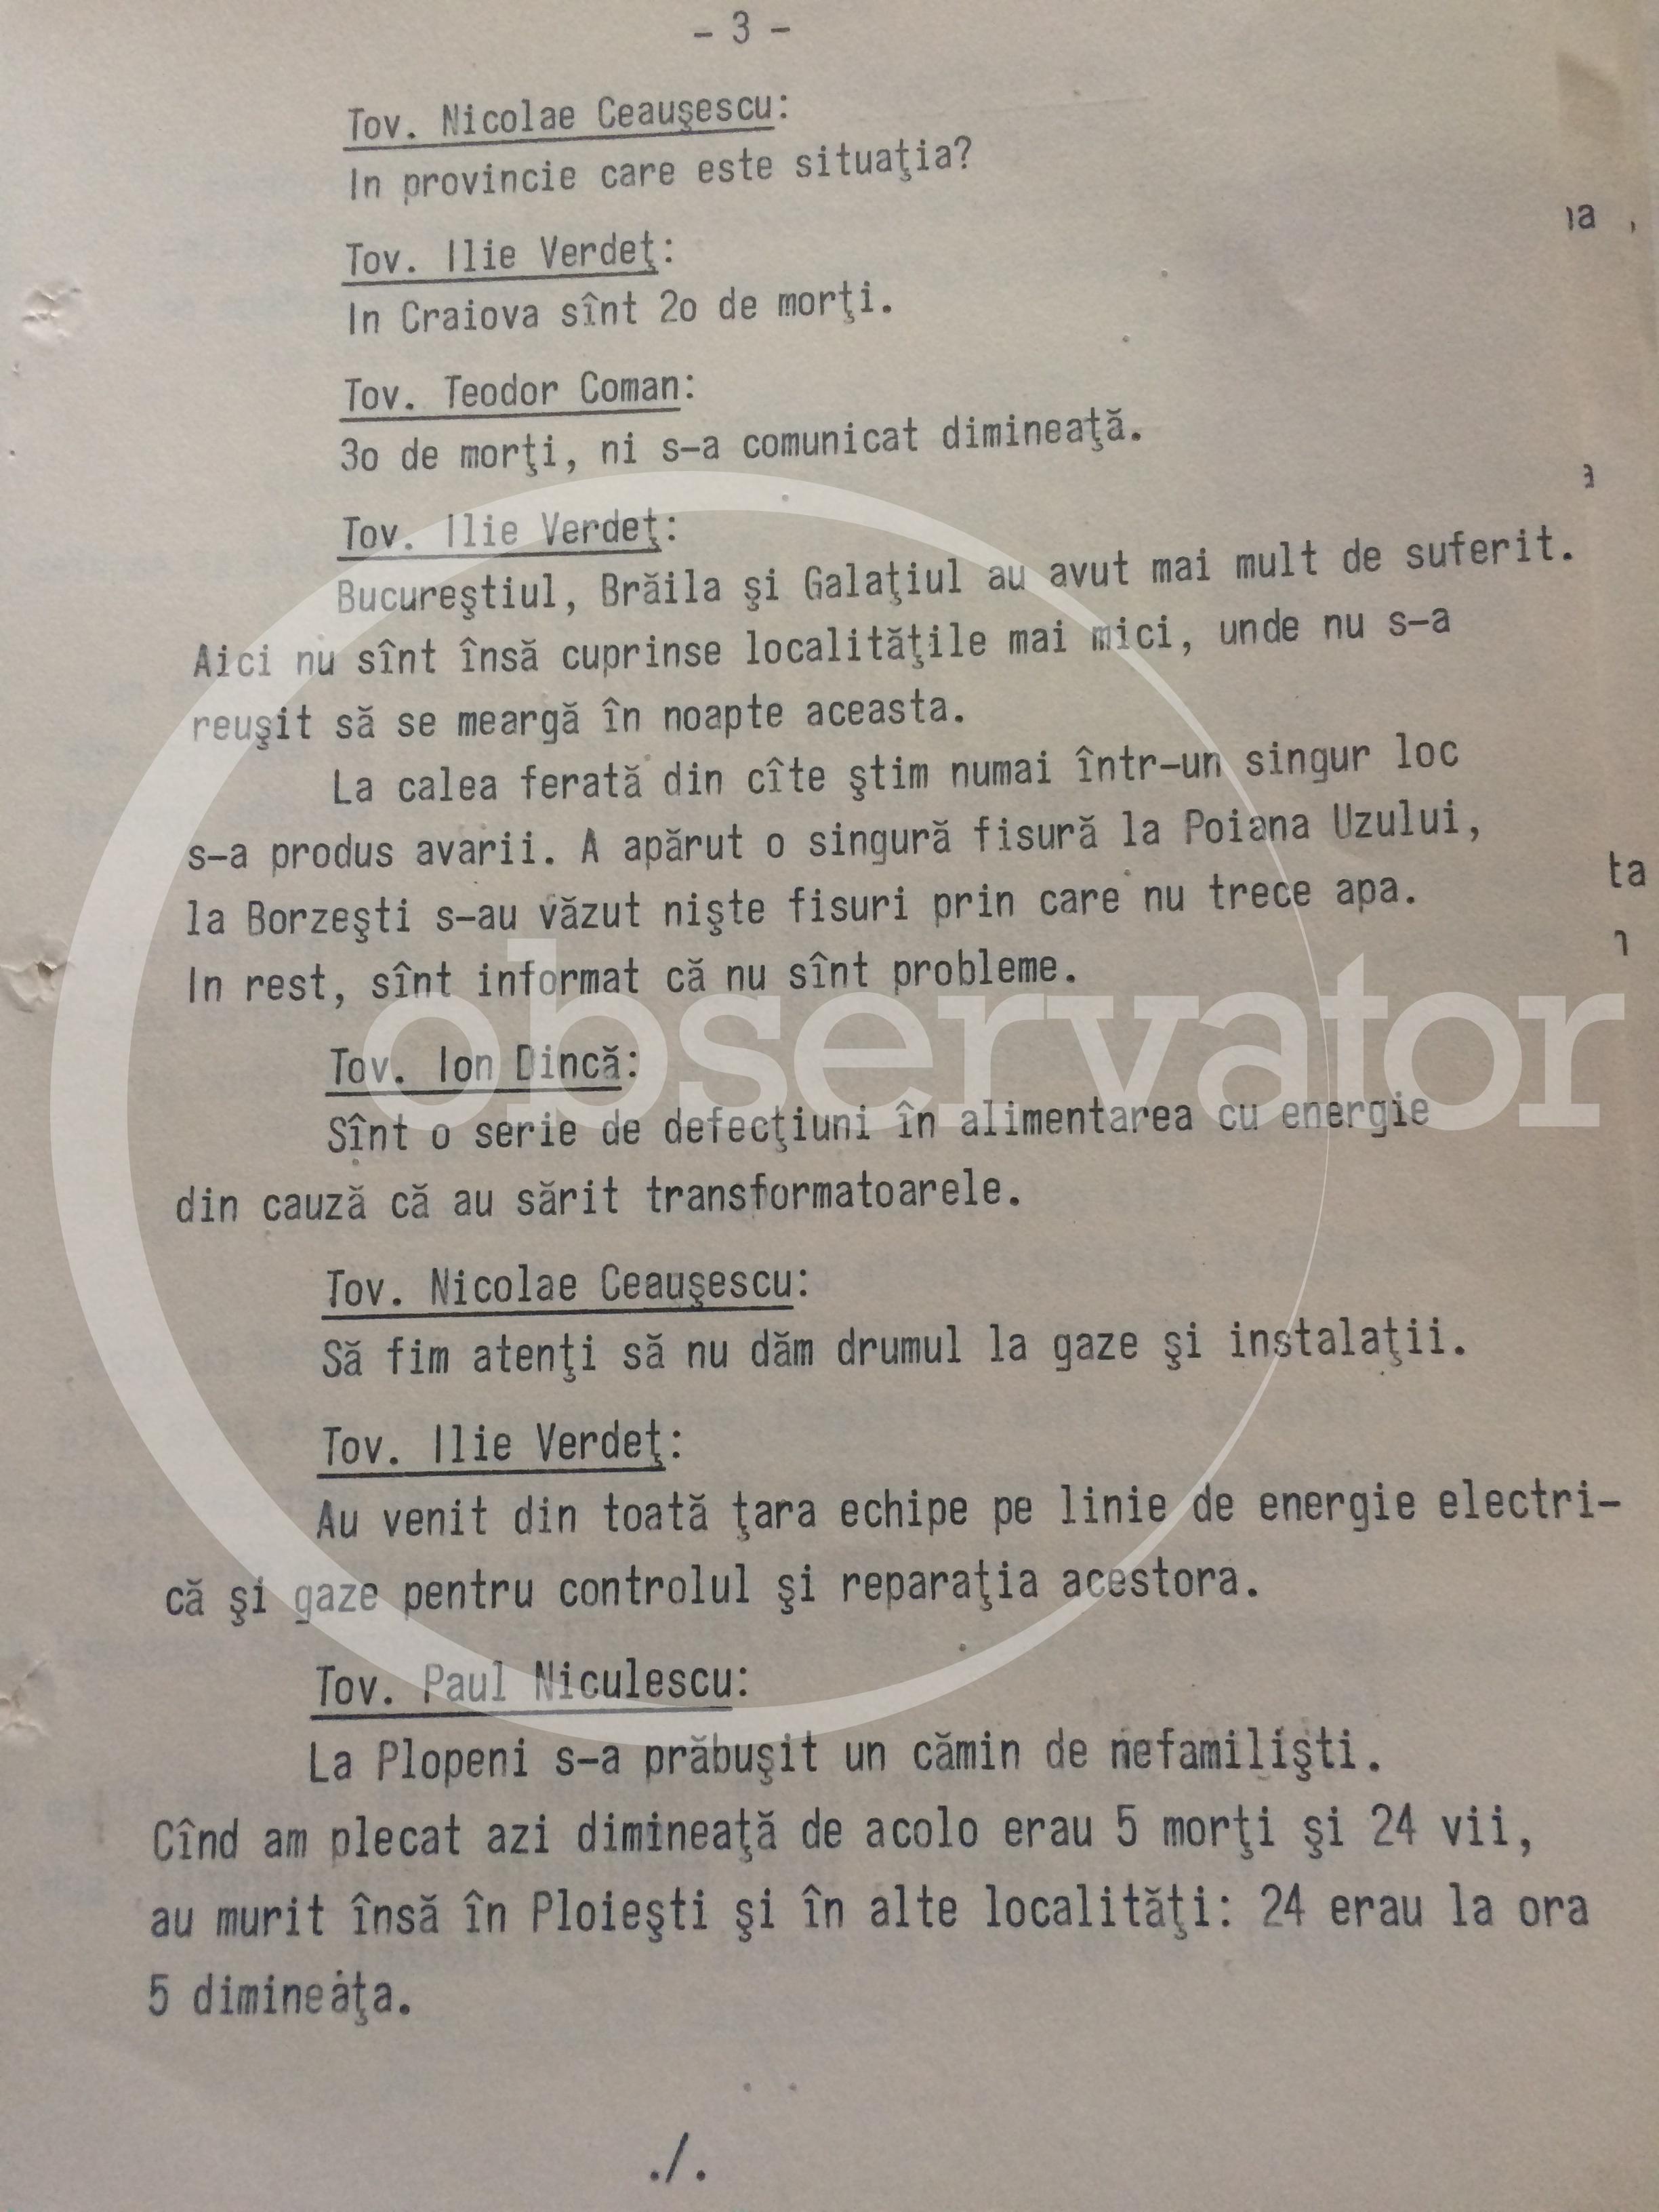 - 3 -
Tov. Nicolae Ceauşescu:
In provincie care este situaţia?
Tov. Ilie Verdeţ:
In Craiova sînt 2o de morţi.
Tov. Teodor Coman:
3o de morţi, ni s-a comunicat dimineaţă.
Tov. Ilie Verdeţ:
Bucureştiul, Brăila şi Galaţiul au avut mai mult de suferit.
Aici nu sînt însă cuprinse localităţile mai mici, unde nu s-a
reuşit să se meargă în noapte aceasta.
La calea ferată din cîte ştim numai într-un singur loc
s-a produs avarii. A apărut o singură fisură la Poiana Uzului,
la Borzeşti s-au văzut nişte fisuri prin care nu trece apa.
In rest, sînt informat că nu sînt probleme.
observator
Tov. Ion Dincă:
Sînt o serie de defecţiuni în alimentarea cu energie
din cauză că au sărit transformatoarele.
Tov. Nicolae Ceauşescu:
Să fim atenţi să nu dăm drumul la gaze şi instalaţii.
Tov. Ilie Verdeţ:
Au venit din toată ţara echipe pe linie de energie electri-
că şi gaze pentru controlul şi reparaţia acestora.
Tov. Paul Niculescu:
La Plopeni s-a prăbuşit un cămin de nefamilişti.
Cînd am plecat azi dimineaţă de acolo erau 5 morţi şi 24 vii,
au murit însă în Ploieşti şi în alte localităţi: 24 erau la ora
5 dimineaţa.
./.